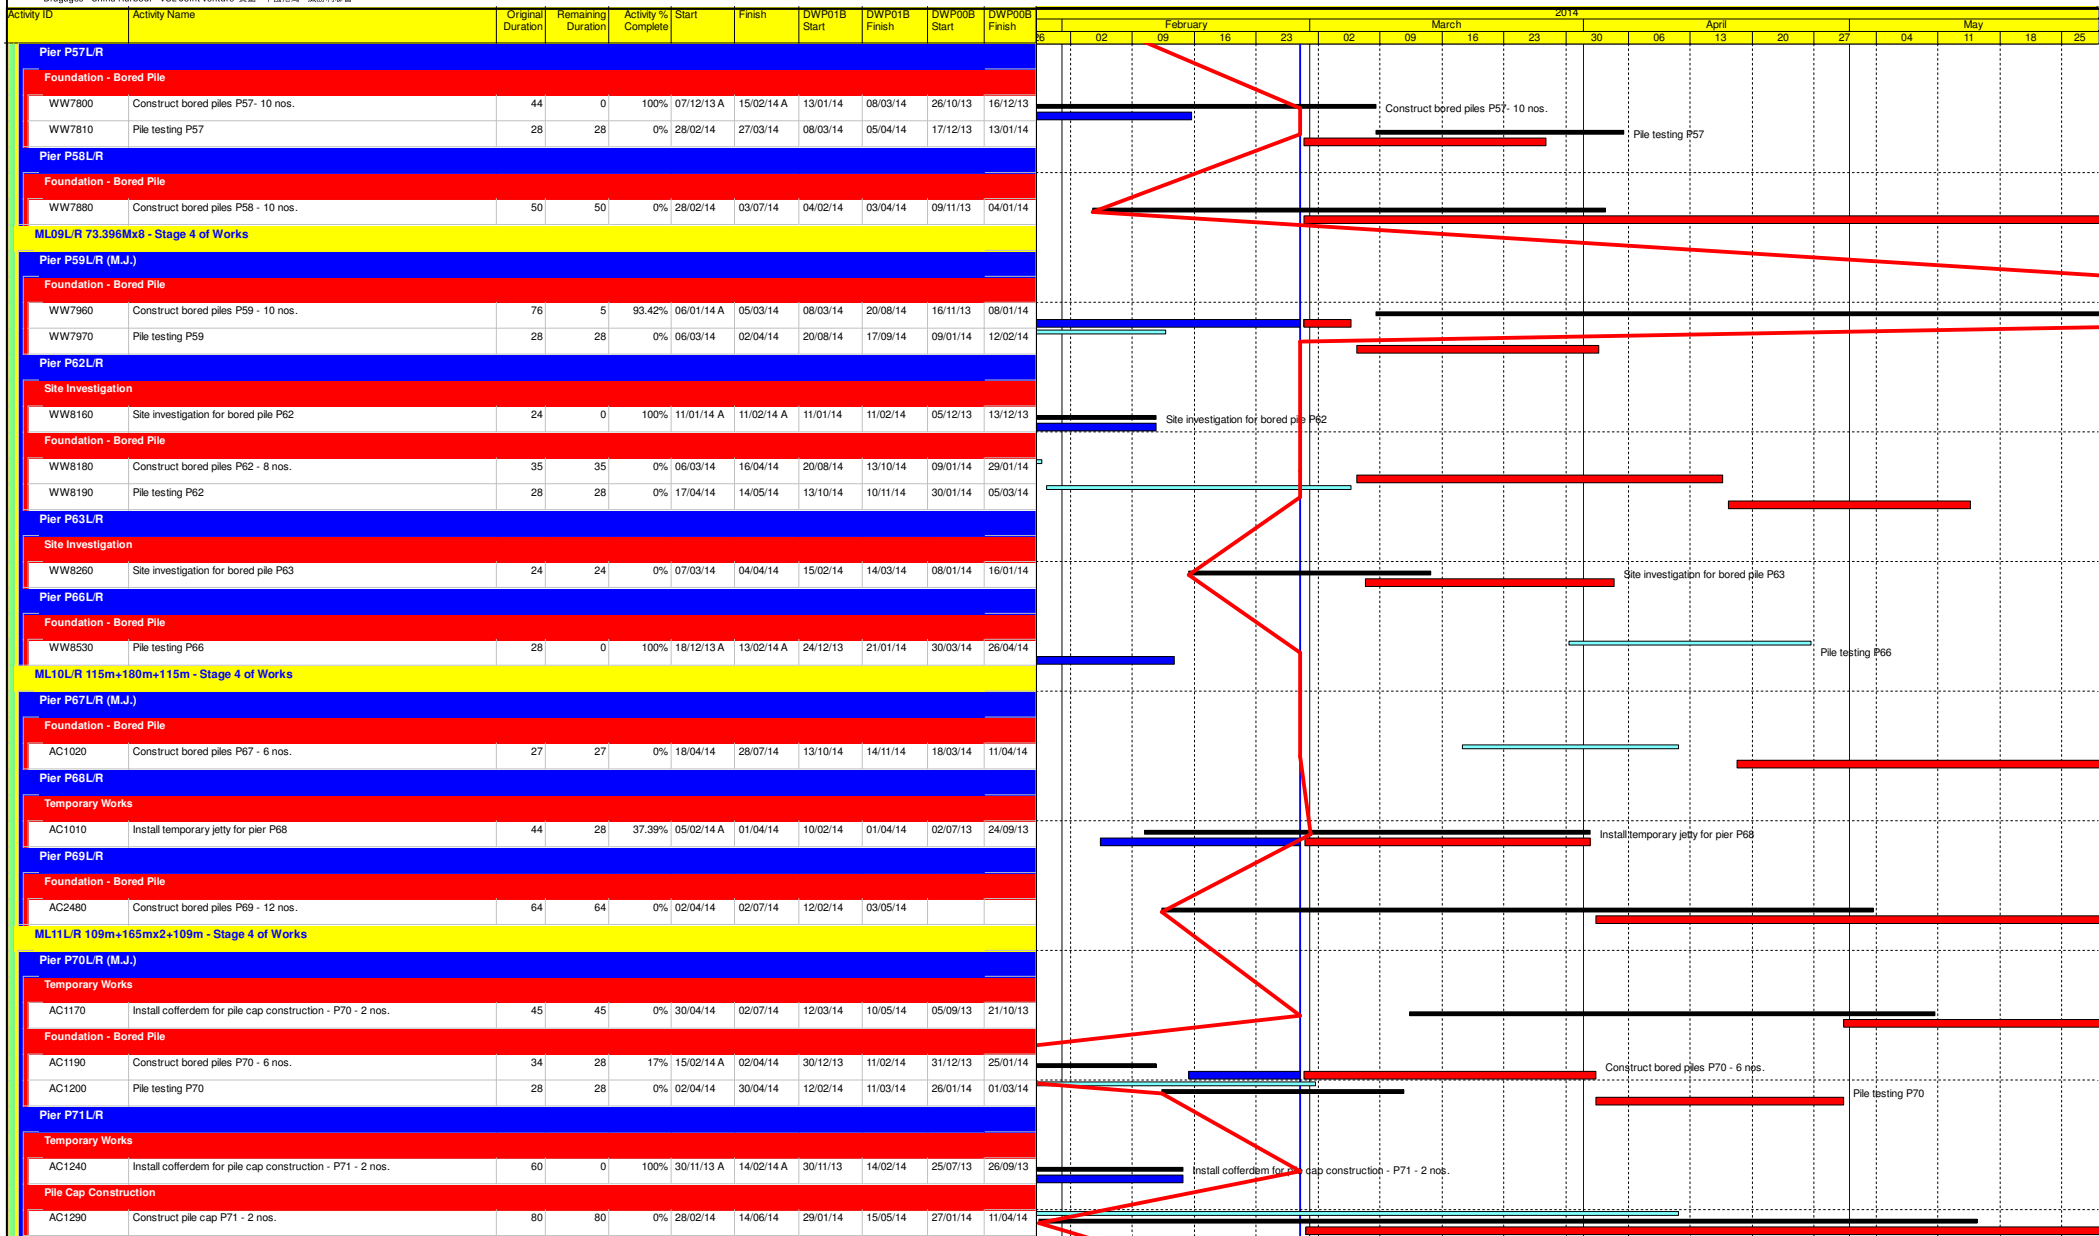 Activity ID Activity Name Original Duration Remaining Duration Activity % Complete Start Finish DWP01B Start DWP01B Finish DWP00B Start DWP00B Finish
2014
February March April May
26 02 09 16 23 02 09 16 23 30 06 13 20 27 04 11 18 25
Pier P57L/R
Foundation - Bored Pile
WW7800 Construct bored piles P57- 10 nos. 44 0 100% 07/12/13 A 15/02/14 A 13/01/14 08/03/14 26/10/13 16/12/13 Construct bored piles P57- 10 nos.
WW7810 Pile testing P57 28 28 0% 28/02/14 27/03/14 08/03/14 05/04/14 17/12/13 13/01/14 Pile testing P57
Pier P58L/R
Foundation - Bored Pile
WW7880 Construct bored piles P58 - 10 nos. 50 50 0% 28/02/14 03/07/14 04/02/14 03/04/14 09/11/13 04/01/14
ML09L/R 73.396Mx8 - Stage 4 of Works
Pier P59L/R (M.J.)
Foundation - Bored Pile
WW7960 Construct bored piles P59 - 10 nos. 76 5 93.42% 06/01/14 A 05/03/14 08/03/14 20/08/14 16/11/13 08/01/14
WW7970 Pile testing P59 28 28 0% 06/03/14 02/04/14 20/08/14 17/09/14 09/01/14 12/02/14
Pier P62L/R
Site Investigation
WW8160 Site investigation for bored pile P62 24 0 100% 11/01/14 A 11/02/14 A 11/01/14 11/02/14 05/12/13 13/12/13 Site investigation for bored pile P62
Foundation - Bored Pile
WW8180 Construct bored piles P62 - 8 nos. 35 35 0% 06/03/14 16/04/14 20/08/14 13/10/14 09/01/14 29/01/14
WW8190 Pile testing P62 28 28 0% 17/04/14 14/05/14 13/10/14 10/11/14 30/01/14 05/03/14
Pier P63L/R
Site Investigation
WW8260 Site investigation for bored pile P63 24 24 0% 07/03/14 04/04/14 15/02/14 14/03/14 08/01/14 16/01/14 Site investigation for bored pile P63
Pier P66L/R
Foundation - Bored Pile
WW8530 Pile testing P66 28 0 100% 18/12/13 A 13/02/14 A 24/12/13 21/01/14 30/03/14 26/04/14 Pile testing P66
ML10L/R 115m+180m+115m - Stage 4 of Works
Pier P67L/R (M.J.)
Foundation - Bored Pile
AC1020 Construct bored piles P67 - 6 nos. 27 27 0% 18/04/14 28/07/14 13/10/14 14/11/14 18/03/14 11/04/14
Pier P68L/R
Temporary Works
AC1010 Install temporary jetty for pier P68 44 28 37.39% 05/02/14 A 01/04/14 10/02/14 01/04/14 02/07/13 24/09/13 Install temporary jetty for pier P68
Pier P69L/R
Foundation - Bored Pile
AC2480 Construct bored piles P69 - 12 nos. 64 64 0% 02/04/14 02/07/14 12/02/14 03/05/14
ML11L/R 109m+165mx2+109m - Stage 4 of Works
Pier P70L/R (M.J.)
Temporary Works
AC1170 Install cofferdem for pile cap construction - P70 - 2 nos. 45 45 0% 30/04/14 02/07/14 12/03/14 10/05/14 05/09/13 21/10/13
Foundation - Bored Pile
AC1190 Construct bored piles P70 - 6 nos. 34 28 17% 15/02/14 A 02/04/14 30/12/13 11/02/14 31/12/13 25/01/14 Construct bored piles P70 - 6 nos.
AC1200 Pile testing P70 28 28 0% 02/04/14 30/04/14 12/02/14 11/03/14 26/01/14 01/03/14 Pile testing P70
Pier P71L/R
Temporary Works
AC1240 Install cofferdem for pile cap construction - P71 - 2 nos. 60 0 100% 30/11/13 A 14/02/14 A 30/11/13 14/02/14 25/07/13 26/09/13 Install cofferdem for pile cap construction - P71 - 2 nos.
Pile Cap Construction
AC1290 Construct pile cap P71 - 2 nos. 80 80 0% 28/02/14 14/06/14 29/01/14 15/05/14 27/01/14 11/04/14